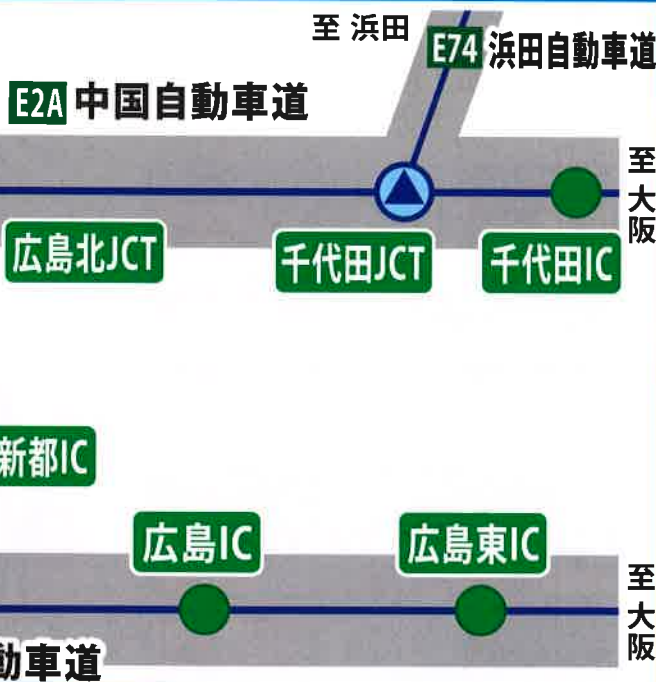 至 浜田
E74 浜田自動車道
E2A 中国自動車道
至大阪
広島北JCT
千代田JCT
千代田IC
新都IC
広島IC
広島東IC
至大阪
動車道